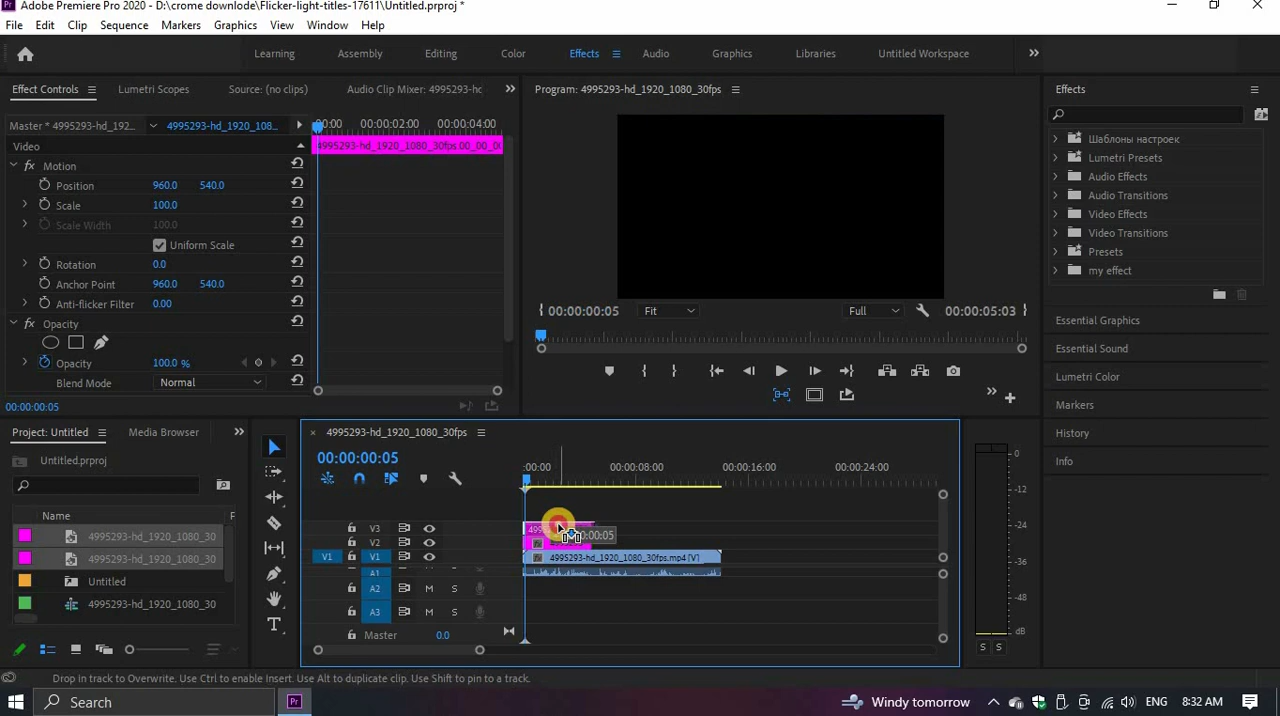 Adobe Premiere Pro 2020 - D:\crome downlode\Flicker-light-titles-17611\Untitled.prproj *
File Edit Clip Sequence Markers Graphics View Window Help
Learning Assembly Editing Color Effects Audio Graphics Libraries Untitled Workspace
Effect Controls Lumetri Scopes Source: (no clips) Audio Clip Mixer: 4995293-hd
Program: 4995293-hd_1920_1080_30fps
Effects
Master * 4995293-hd_192... 4995293-hd_1920_108...
:00:00 00:00:02:00 00:00:04:00
Video
4995293-hd_1920_1080_30fps
Motion
Position 960.0 540.0
Scale 100.0
Scale Width 100.0
Uniform Scale
Rotation 0.0
Anchor Point 960.0 540.0
Anti-flicker Filter 0.00
Opacity
Opacity 100.0 %
Blend Mode Normal
00:00:00:05
00:00:00:05 Fit Full 00:00:05:03
Шаблоны настроек
Lumetri Presets
Audio Effects
Audio Transitions
Video Effects
Video Transitions
Presets
my effect
Essential Graphics
Essential Sound
Lumetri Color
Markers
History
Info
Project: Untitled Media Browser
Untitled.prproj
Name
4995293-hd_1920_1080_30
4995293-hd_1920_1080_30
Untitled
4995293-hd_1920_1080_30
4995293-hd_1920_1080_30fps
00:00:00:05
:00:00 00:00:08:00 00:00:16:00 00:00:24:00
V3
V2
V1 V1 4995293-hd_1920_1080_30fps.mp4 [V]
A1
A2 M S
A3 M S
Master 0.0
0
-12
-24
-36
-48
dB
S S
Drop in track to Overwrite. Use Ctrl to enable Insert. Use Alt to duplicate clip. Use Shift to pin to a track.
Pr
Search
Windy tomorrow
ENG
8:32 AM